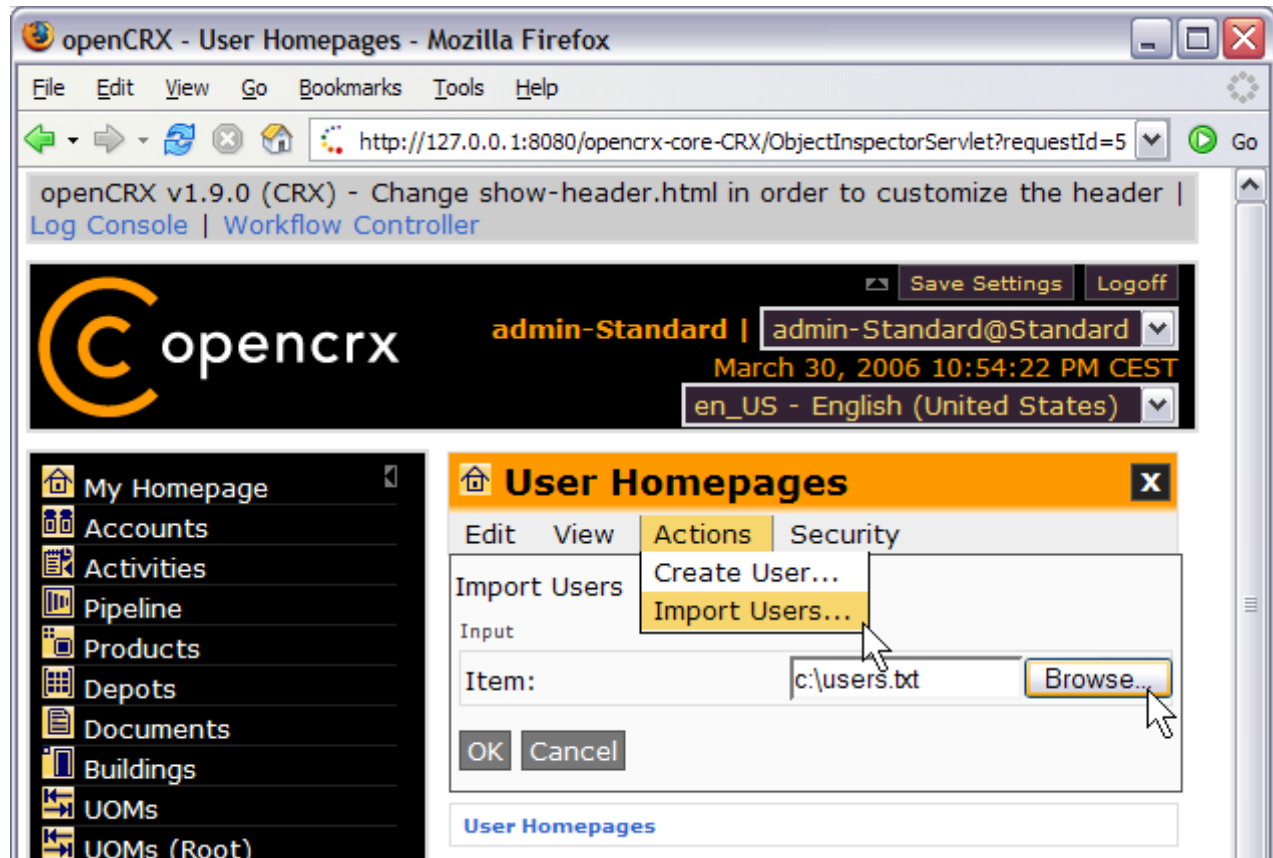 openCRX - User Homepages - Mozilla Firefox
File Edit View Go Bookmarks Tools Help
http://127.0.0.1:8080/opencrx-core-CRX/ObjectInspectorServlet?requestId=5 Go
openCRX v1.9.0 (CRX) - Change show-header.html in order to customize the header |
Log Console | Workflow Controller
Save Settings Logoff
opencrx
admin-Standard | admin-Standard@Standard
March 30, 2006 10:54:22 PM CEST
en_US - English (United States)
My Homepage
Accounts
Activities
Pipeline
Products
Depots
Documents
Buildings
UOMs
UOMs (Root)
User Homepages X
Edit View Actions Security
Create User...
Import Users...
Import Users
Input
Item: c:\users.txt Browse...
OK Cancel
User Homepages